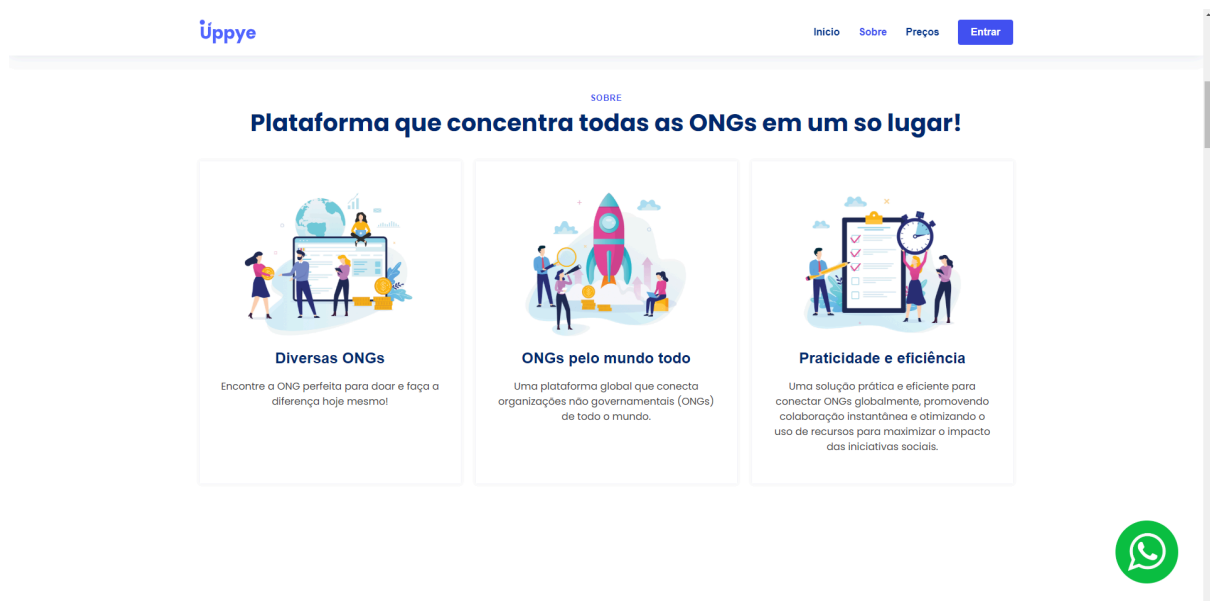 Úppye
Inicio Sobre Preços Entrar
SOBRE
Plataforma que concentra todas as ONGs em um so lugar!
Diversas ONGs
Encontre a ONG perfeita para doar e faça a
diferença hoje mesmo!
ONGs pelo mundo todo
Uma plataforma global que conecta
organizações não governamentais (ONGs)
de todo o mundo.
Praticidade e eficiência
Uma solução prática e eficiente para
conectar ONGs globalmente, promovendo
colaboração instantânea e otimizando o
uso de recursos para maximizar o impacto
das iniciativas sociais.